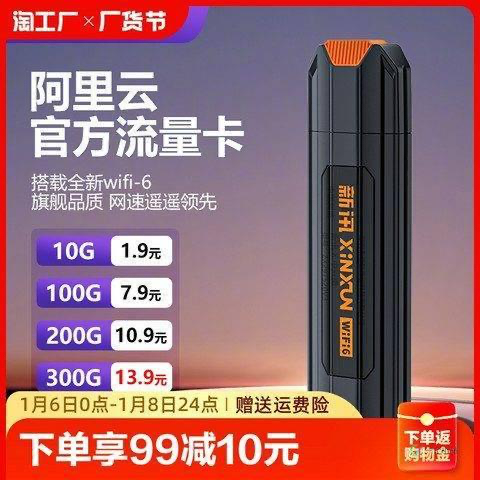 淘工厂 × 厂货节
阿里云
官方流量卡
搭载全新wifi-6
旗舰品质 网速遥遥领先
10G 1.9元
100G 7.9元
200G 10.9元
300G 13.9元
新讯 XINXUN WiFi6
1月6日0点-1月8日24点 赠送运费险
下单享99减10元
下单返
购物金